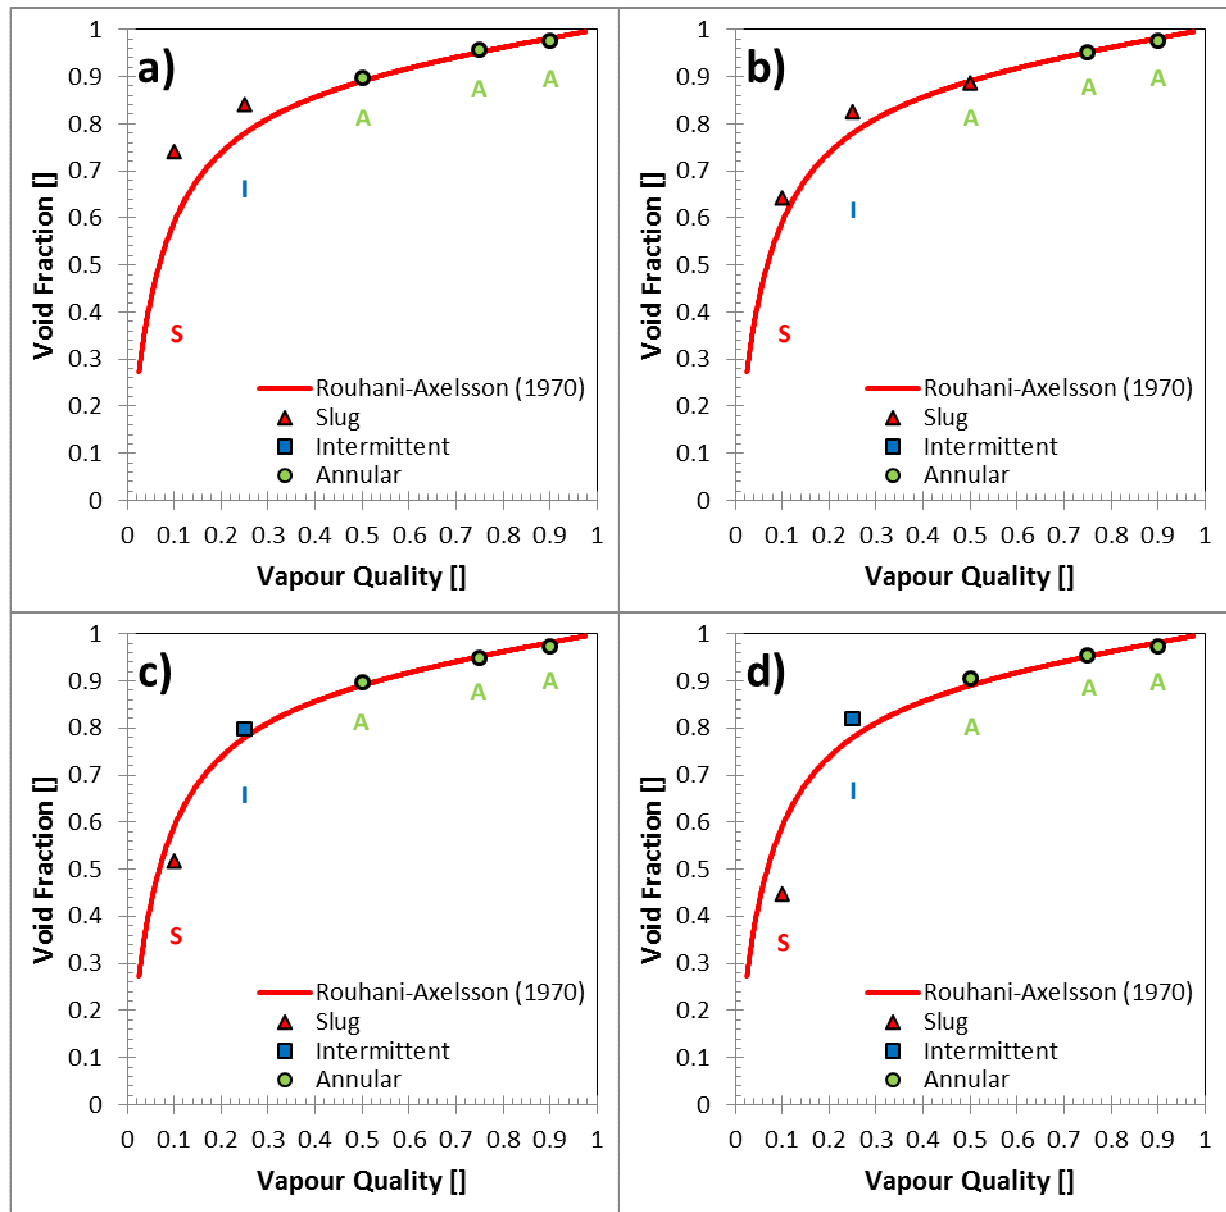 a)
Void Fraction []
1
0.9
0.8
0.7
0.6
0.5
0.4
0.3
0.2
0.1
0
A
A
A
I
S
Rouhani-Axelsson (1970)
Slug
Intermittent
Annular
0 0.1 0.2 0.3 0.4 0.5 0.6 0.7 0.8 0.9 1
Vapour Quality []
b)
Void Fraction []
1
0.9
0.8
0.7
0.6
0.5
0.4
0.3
0.2
0.1
0
A
A
A
I
S
Rouhani-Axelsson (1970)
Slug
Intermittent
Annular
0 0.1 0.2 0.3 0.4 0.5 0.6 0.7 0.8 0.9 1
Vapour Quality []
c)
Void Fraction []
1
0.9
0.8
0.7
0.6
0.5
0.4
0.3
0.2
0.1
0
A
A
A
I
S
Rouhani-Axelsson (1970)
Slug
Intermittent
Annular
0 0.1 0.2 0.3 0.4 0.5 0.6 0.7 0.8 0.9 1
Vapour Quality []
d)
Void Fraction []
1
0.9
0.8
0.7
0.6
0.5
0.4
0.3
0.2
0.1
0
A
A
A
I
S
Rouhani-Axelsson (1970)
Slug
Intermittent
Annular
0 0.1 0.2 0.3 0.4 0.5 0.6 0.7 0.8 0.9 1
Vapour Quality []